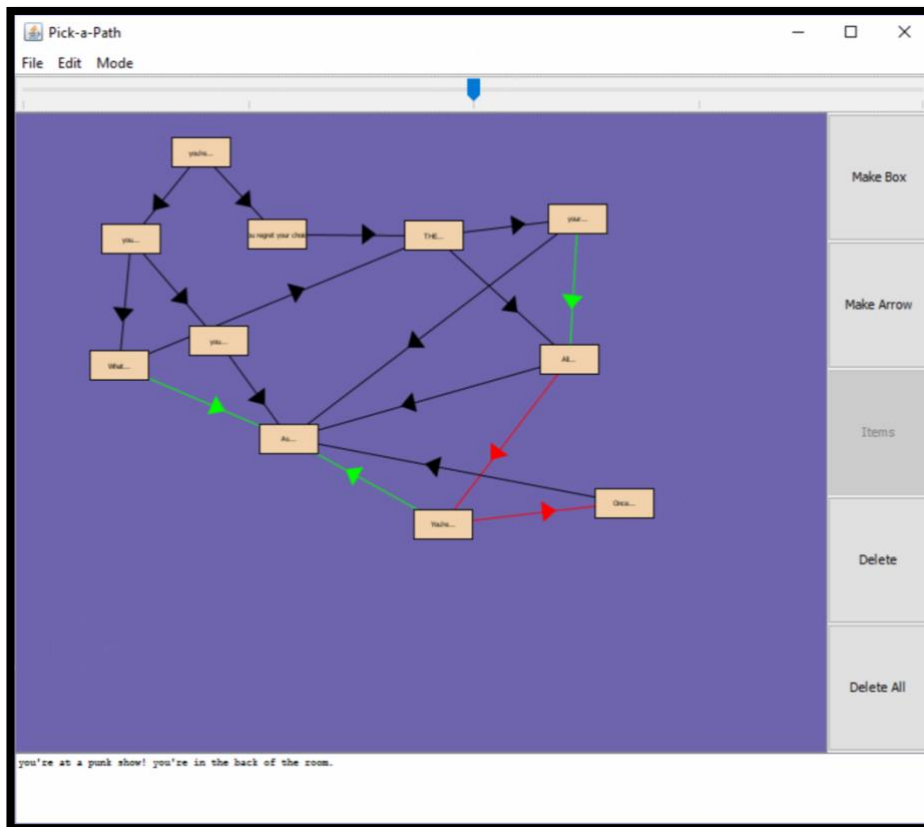 Pick-a-Path
File Edit Mode
you're...
you...
ou regret your choic
THE...
your...
you...
What...
All...
As...
You're...
Once...
Make Box
Make Arrow
Items
Delete
Delete All
you're at a punk show! you're in the back of the room.